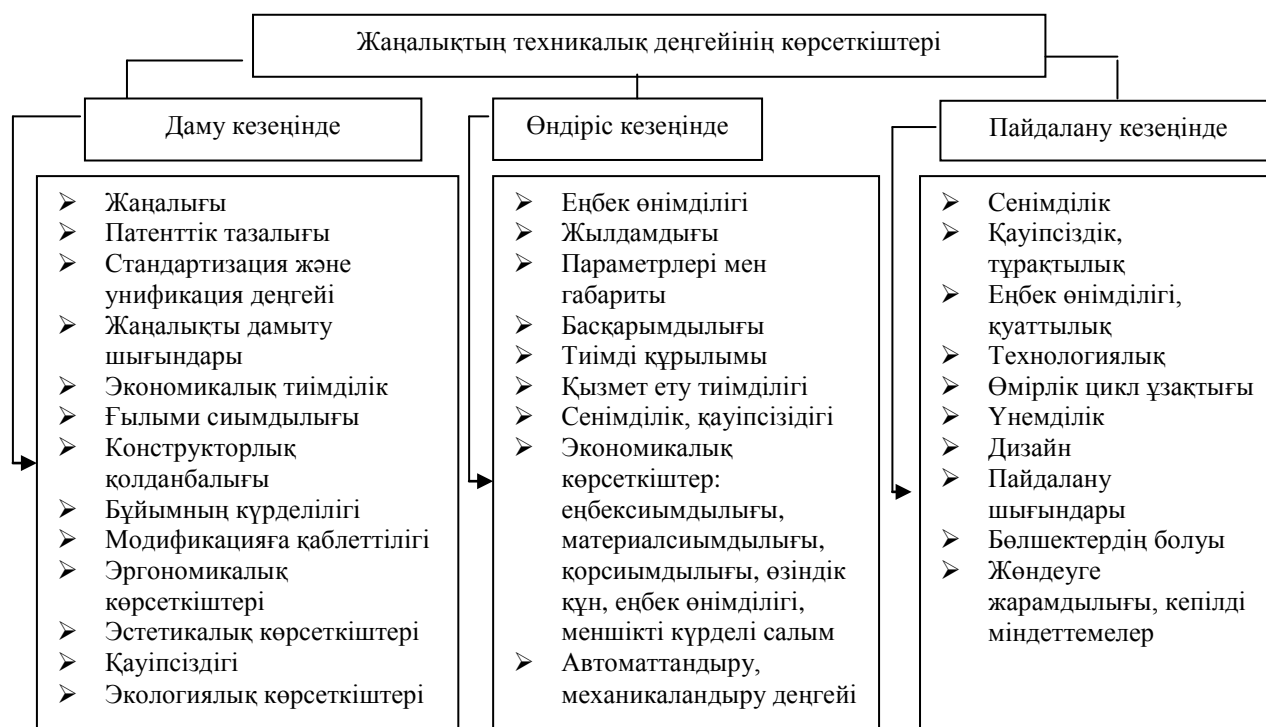 Жаңалықтың техникалық деңгейінің көрсеткіштері
Даму кезеңінде
Өндіріс кезеңінде
Пайдалану кезеңінде
Жаңалығы
Патенттік тазалығы
Стандартизация және
унификация деңгейі
Жаңалықты дамыту
шығындары
Экономикалық тиімділік
Ғылыми сиымдылығы
Конструкторлық
қолданбалығы
Бұйымның күрделілігі
Модификацияға қаблеттілігі
Эргономикалық
көрсеткіштері
Эстетикалық көрсеткіштері
Қауіпсіздігі
Экологиялық көрсеткіштері
Еңбек өнімділігі
Жылдамдығы
Параметрлері мен
габариты
Басқарымдылығы
Тиімді құрылымы
Қызмет ету тиімділігі
Сенімділік, қауіпсізідігі
Экономикалық
көрсеткіштер:
еңбексиымдылығы,
материалсиымдылығы,
қорсиымдылығы, өзіндік
құн, еңбек өнімділігі,
меншікті күрделі салым
Автоматтандыру,
механикаландыру деңгейі
Сенімділік
Қауіпсіздік,
тұрақтылық
Еңбек өнімділігі,
қуаттылық
Технологиялық
Өмірлік цикл ұзақтығы
Үнемділік
Дизайн
Пайдалану
шығындары
Бөлшектердің болуы
Жөндеуге
жарамдылығы, кепілді
міндеттемелер